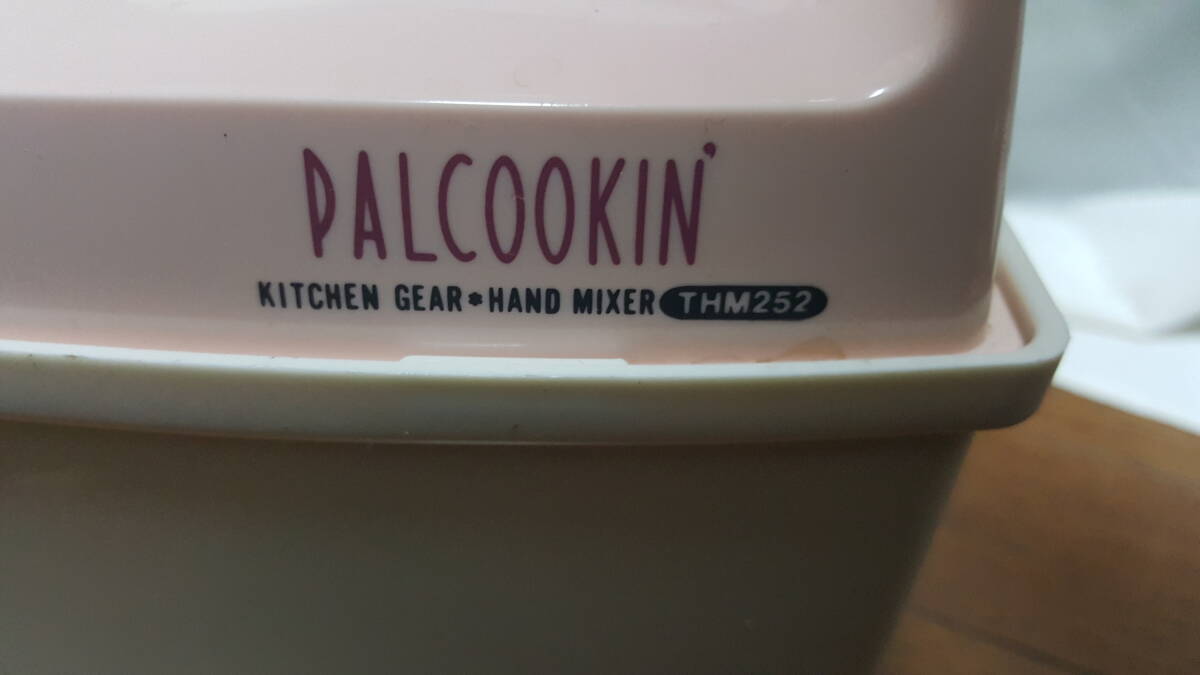 PALCOOKIN'
KITCHEN GEAR*HAND MIXER THM252